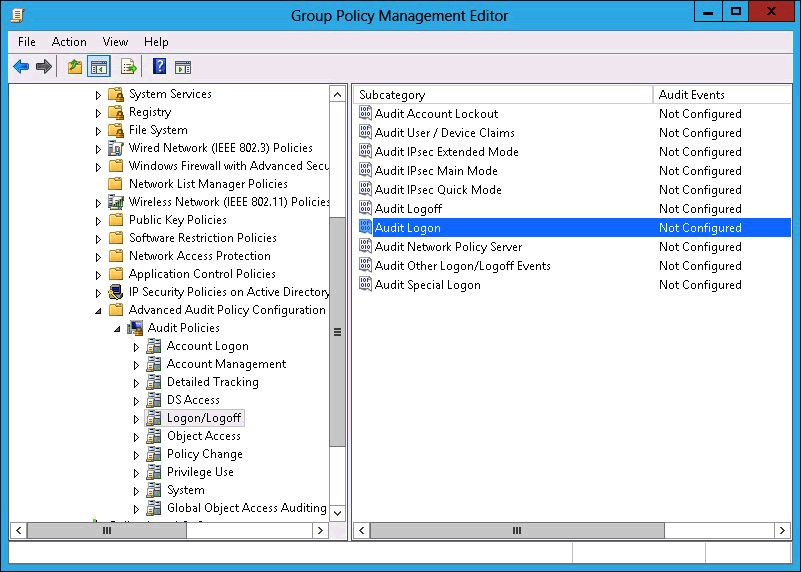 Group Policy Management Editor
File Action View Help
System Services
Registry
File System
Wired Network (IEEE 802.3) Policies
Windows Firewall with Advanced Secu
Network List Manager Policies
Wireless Network (IEEE 802.11) Policies
Public Key Policies
Software Restriction Policies
Network Access Protection
Application Control Policies
IP Security Policies on Active Directory
Advanced Audit Policy Configuration
Audit Policies
Account Logon
Account Management
Detailed Tracking
DS Access
Logon/Logoff
Object Access
Policy Change
Privilege Use
System
Global Object Access Auditing
Subcategory Audit Events
Audit Account Lockout Not Configured
Audit User / Device Claims Not Configured
Audit IPsec Extended Mode Not Configured
Audit IPsec Main Mode Not Configured
Audit IPsec Quick Mode Not Configured
Audit Logoff Not Configured
Audit Logon Not Configured
Audit Network Policy Server Not Configured
Audit Other Logon/Logoff Events Not Configured
Audit Special Logon Not Configured